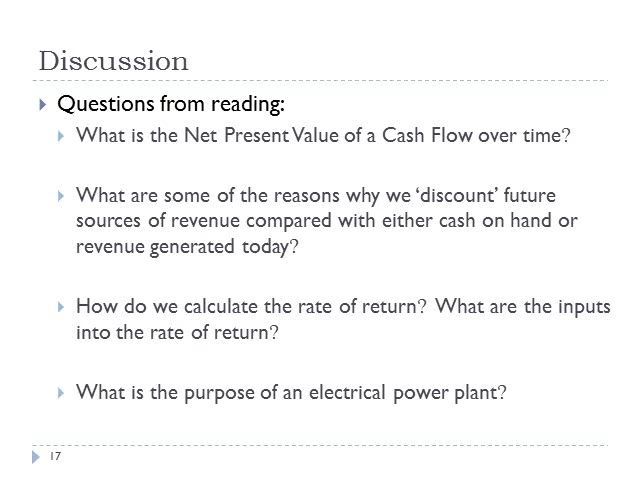 Discussion
Questions from reading:
What is the Net Present Value of a Cash Flow over time?
What are some of the reasons why we ‘discount’ future
sources of revenue compared with either cash on hand or
revenue generated today?
How do we calculate the rate of return? What are the inputs
into the rate of return?
What is the purpose of an electrical power plant?
17